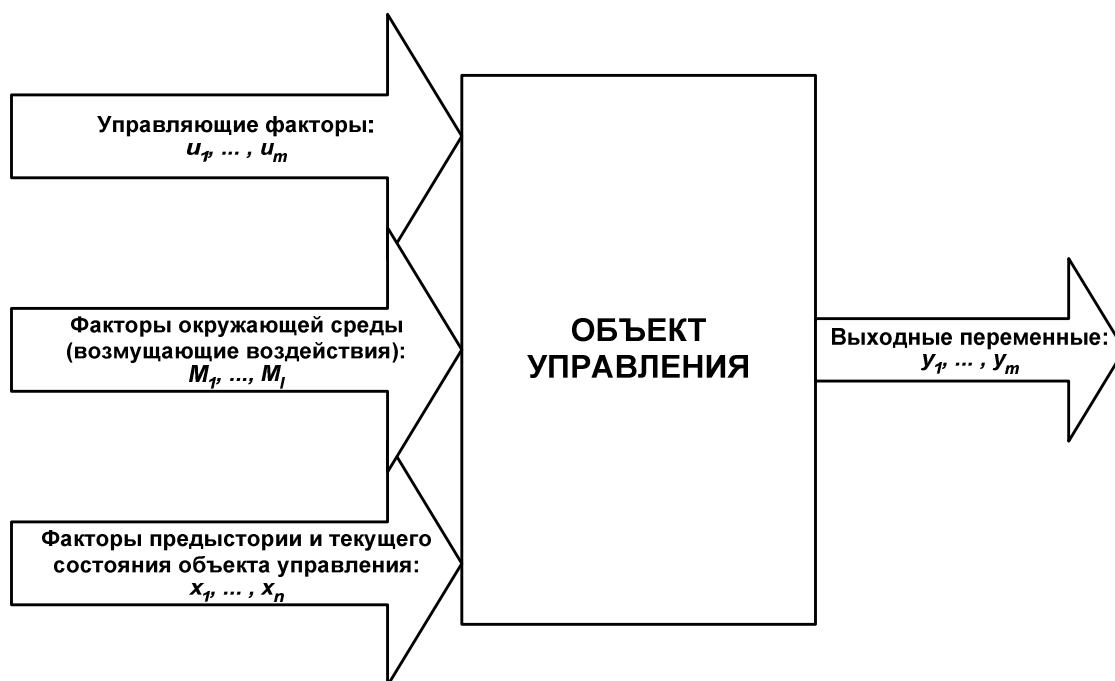 Управляющие факторы:
u1, ... , um
Факторы окружающей среды
(возмущающие воздействия):
M1, ..., Ml
Факторы предыстории и текущего
состояния объекта управления:
x1, ... , xn
ОБЪЕКТ
УПРАВЛЕНИЯ
Выходные переменные:
y1, ... , ym